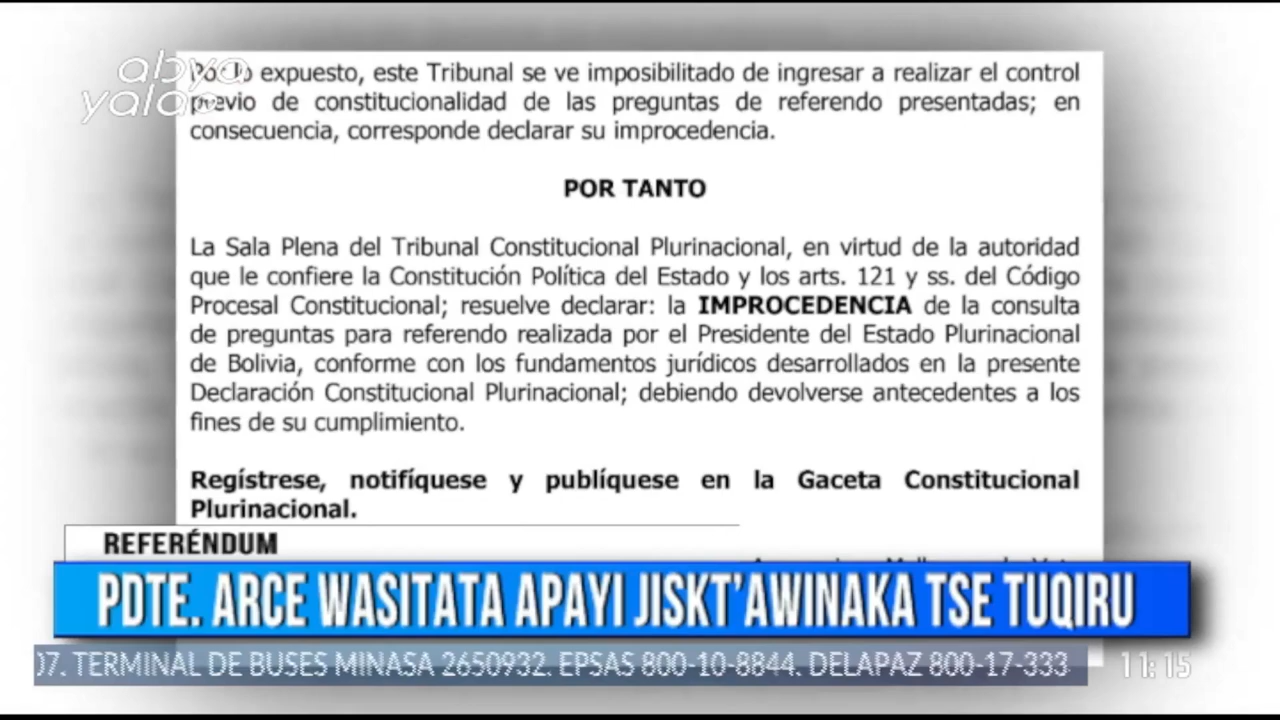 abya
yala
Por lo expuesto, este Tribunal se ve imposibilitado de ingresar a realizar el control
previo de constitucionalidad de las preguntas de referendo presentadas; en
consecuencia, corresponde declarar su improcedencia.
POR TANTO
La Sala Plena del Tribunal Constitucional Plurinacional, en virtud de la autoridad
que le confiere la Constitución Política del Estado y los arts. 121 y ss. del Código
Procesal Constitucional; resuelve declarar: la IMPROCEDENCIA de la consulta
de preguntas para referendo realizada por el Presidente del Estado Plurinacional
de Bolivia, conforme con los fundamentos jurídicos desarrollados en la presente
Declaración Constitucional Plurinacional; debiendo devolverse antecedentes a los
fines de su cumplimiento.
Regístrese, notifíquese y publíquese en la Gaceta Constitucional
Plurinacional.
REFERÉNDUM
PDTE. ARCE WASITATA APAYI JISKT'AWINAKA TSE TUQIRU
07. TERMINAL DE BUSES MINASA 2650932. EPSAS 800-10-8844. DELAPAZ 800-17-333
11:15